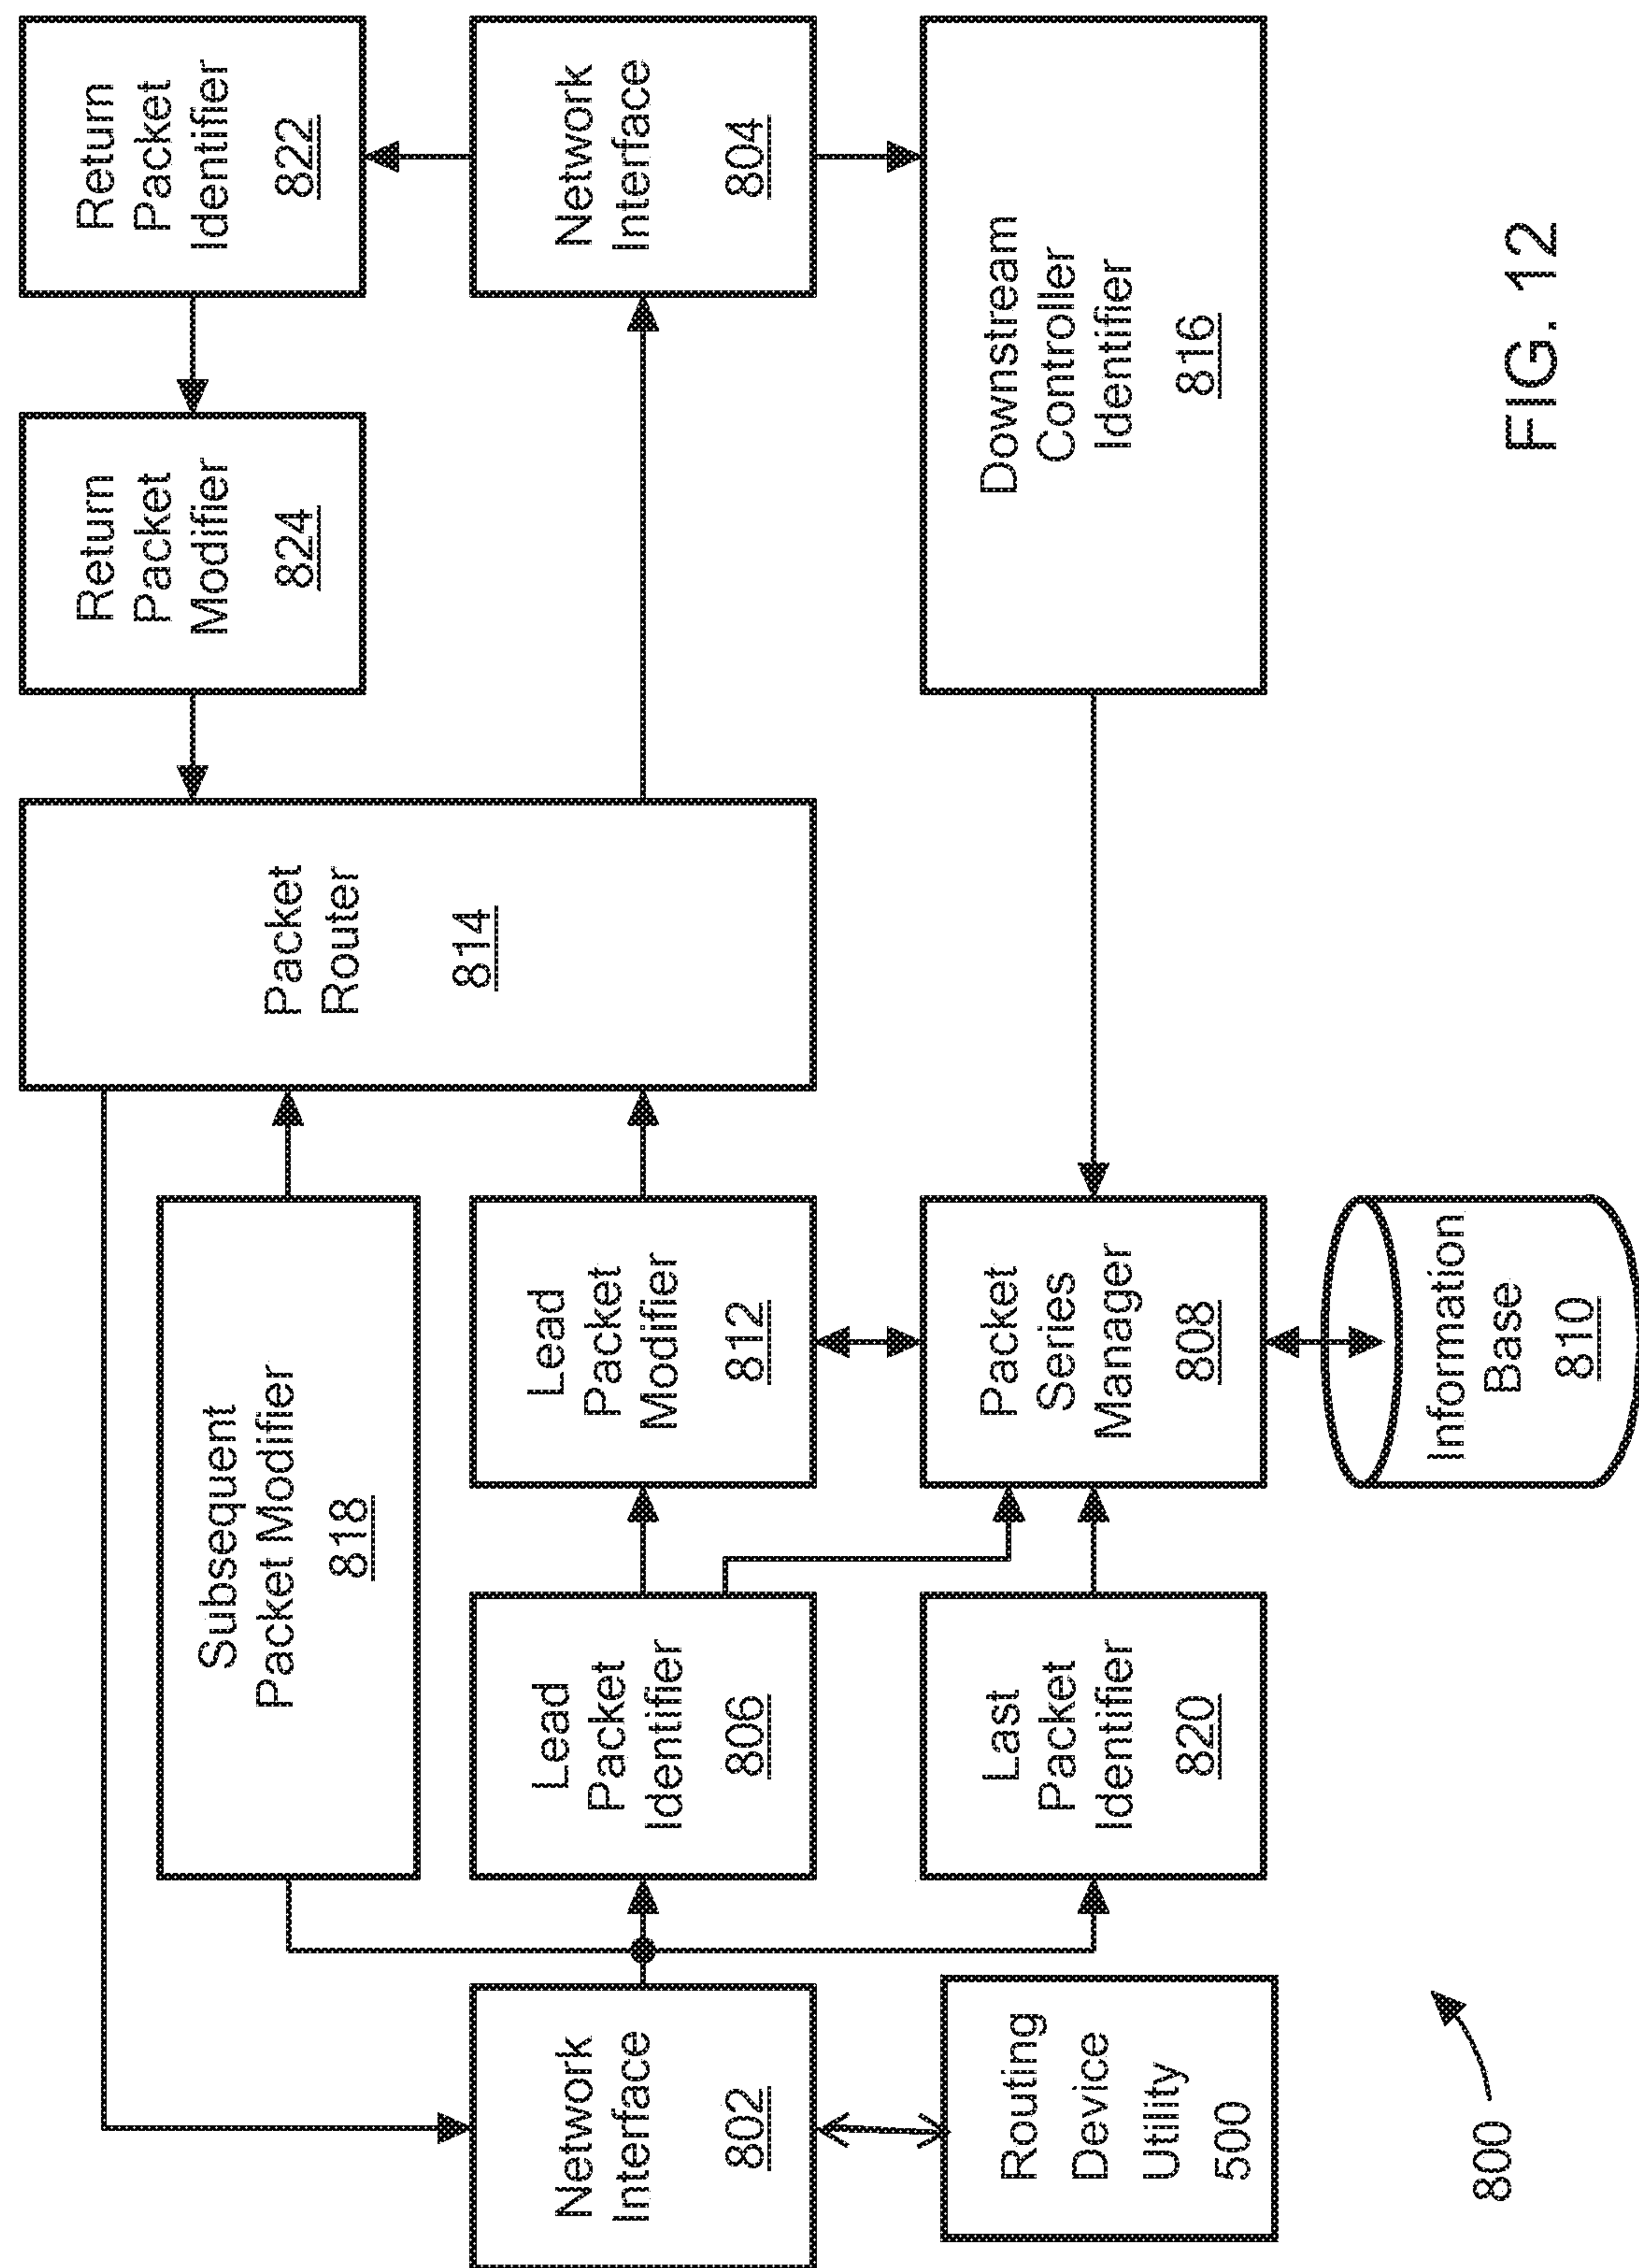 Return
Packet
Identifier
822
Return
Packet
Modifier
824
Network
Interface
804
Downstream
Controller
Identifier
816
Packet
Router
814
Subsequent
Packet Modifier
818
Lead
Packet
Modifier
812
Packet
Series
Manager
808
Information
Base
810
Lead
Packet
Identifier
806
Last
Packet
Identifier
820
Network
Interface
802
Routing
Device
Utility
500
800
FIG. 12